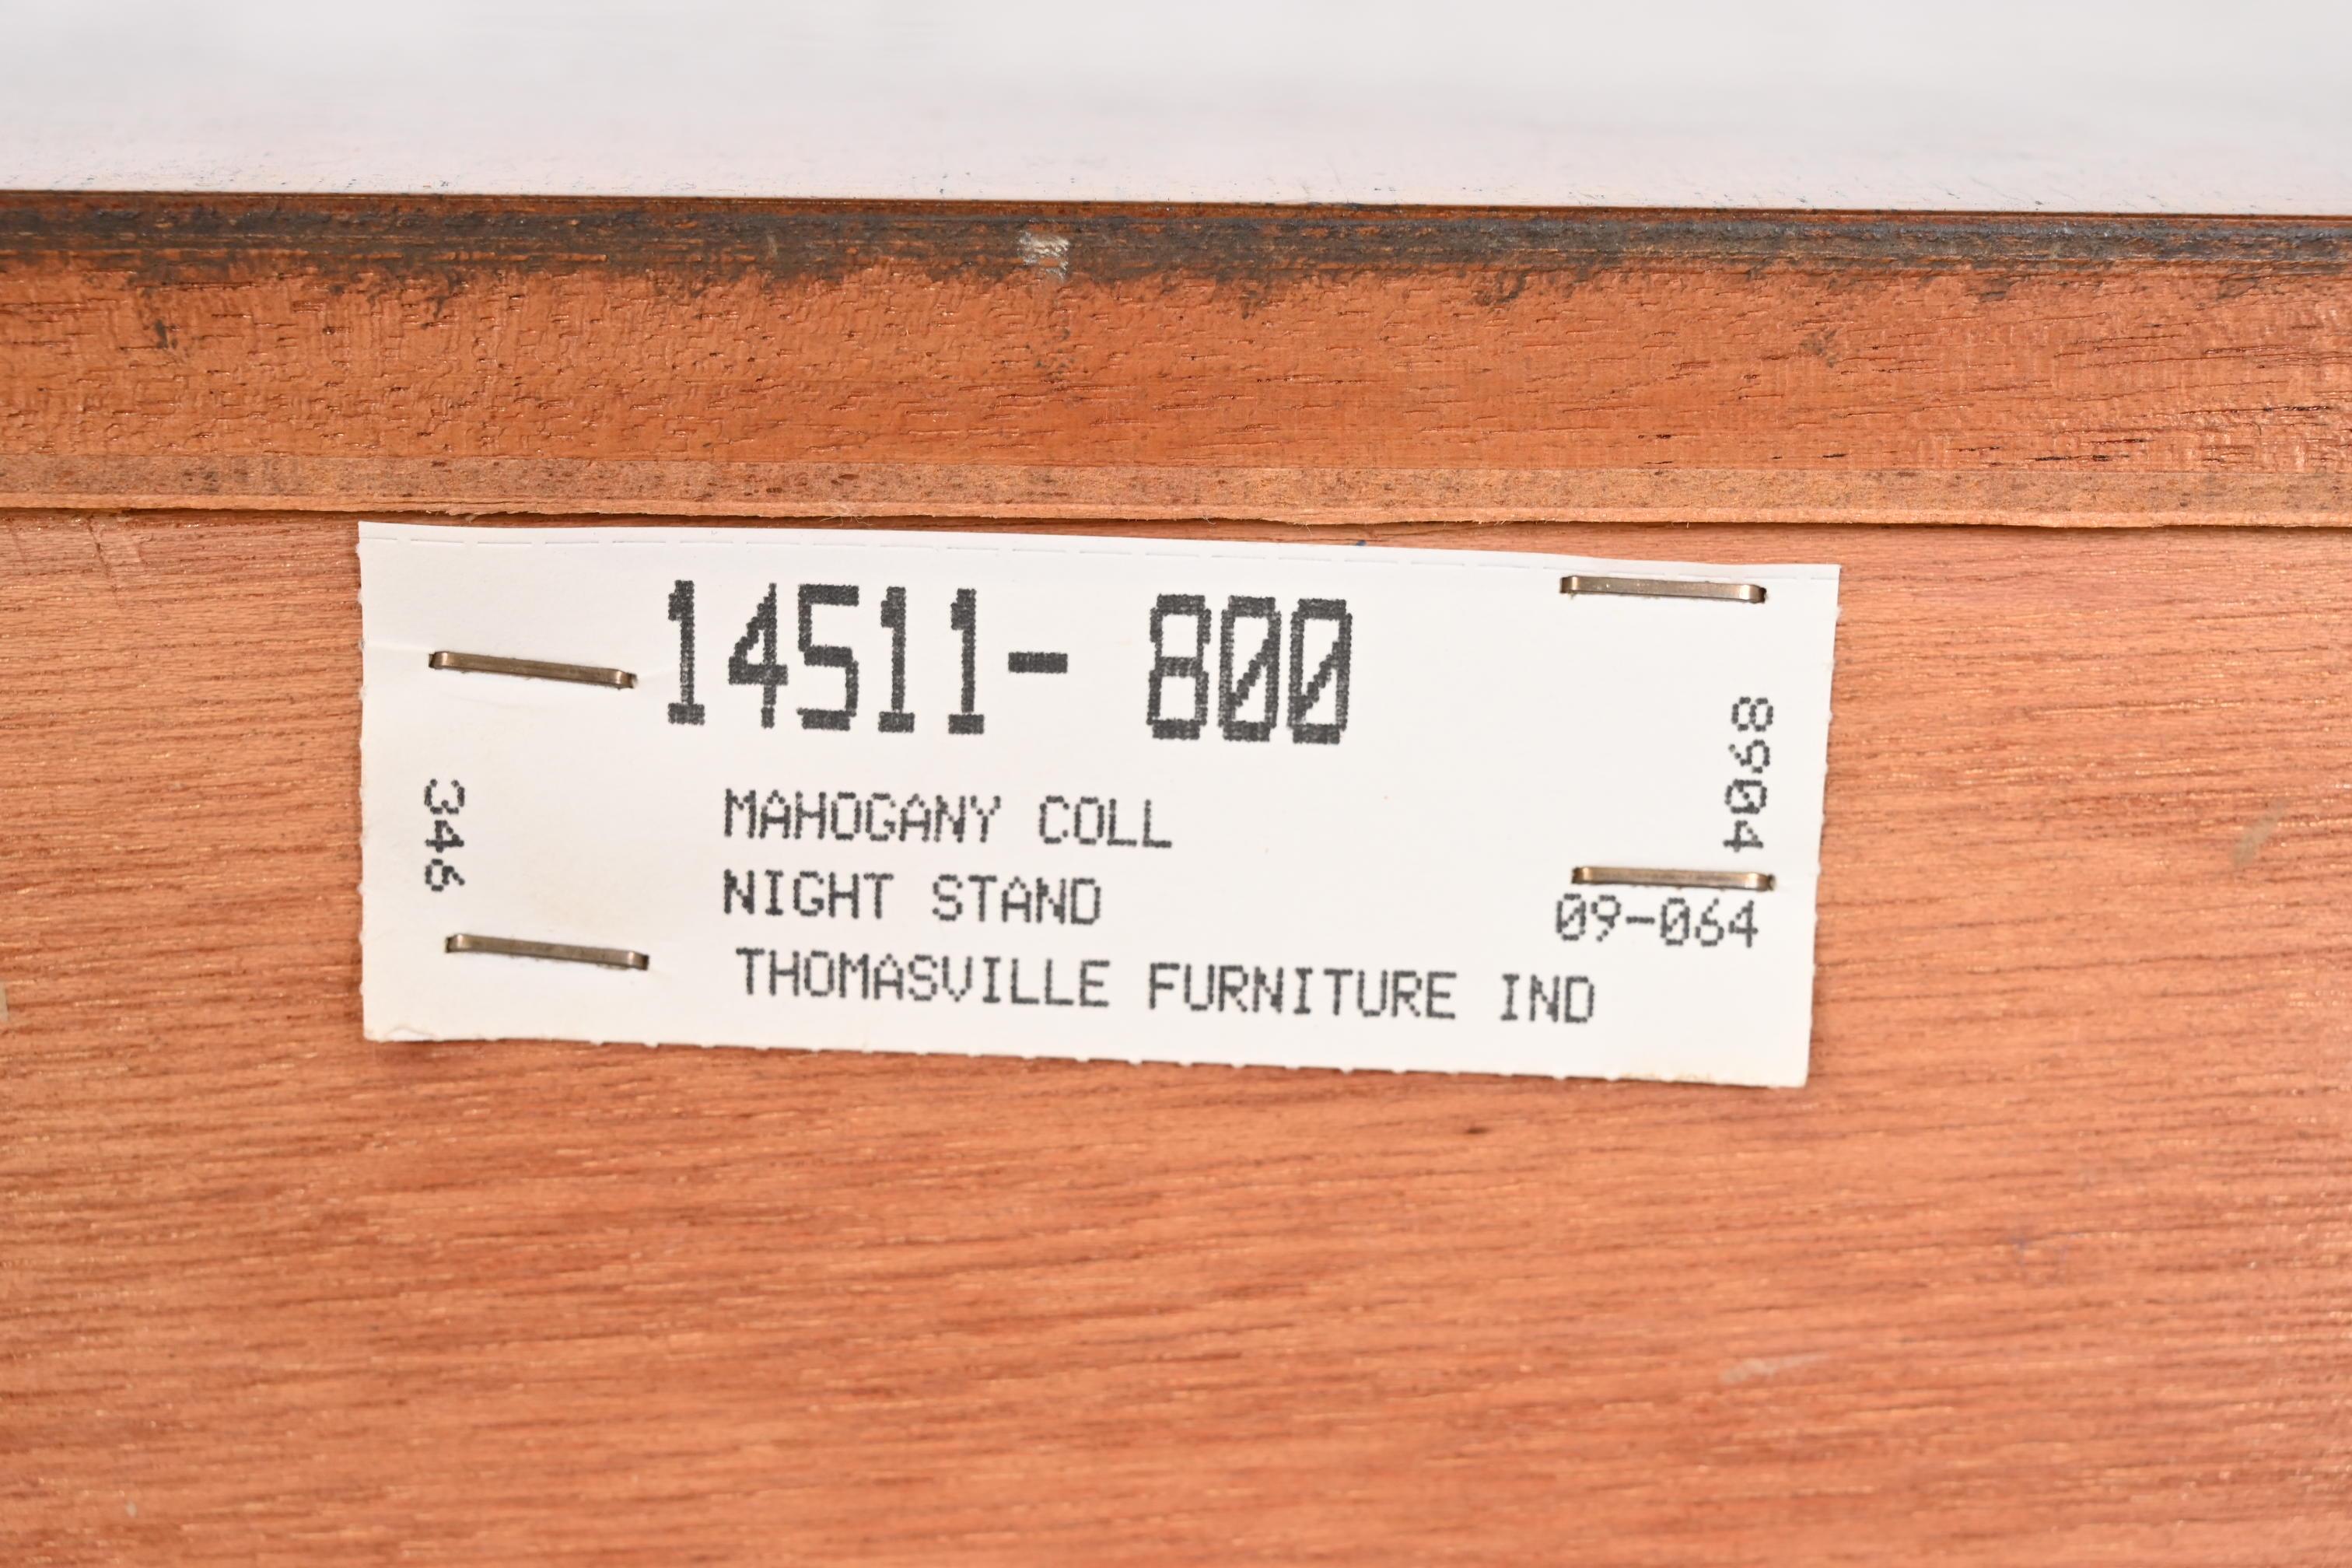 14511- 800
8904
346
MAHOGANY COLL
NIGHT STAND
09-064
THOMASVILLE FURNITURE IND